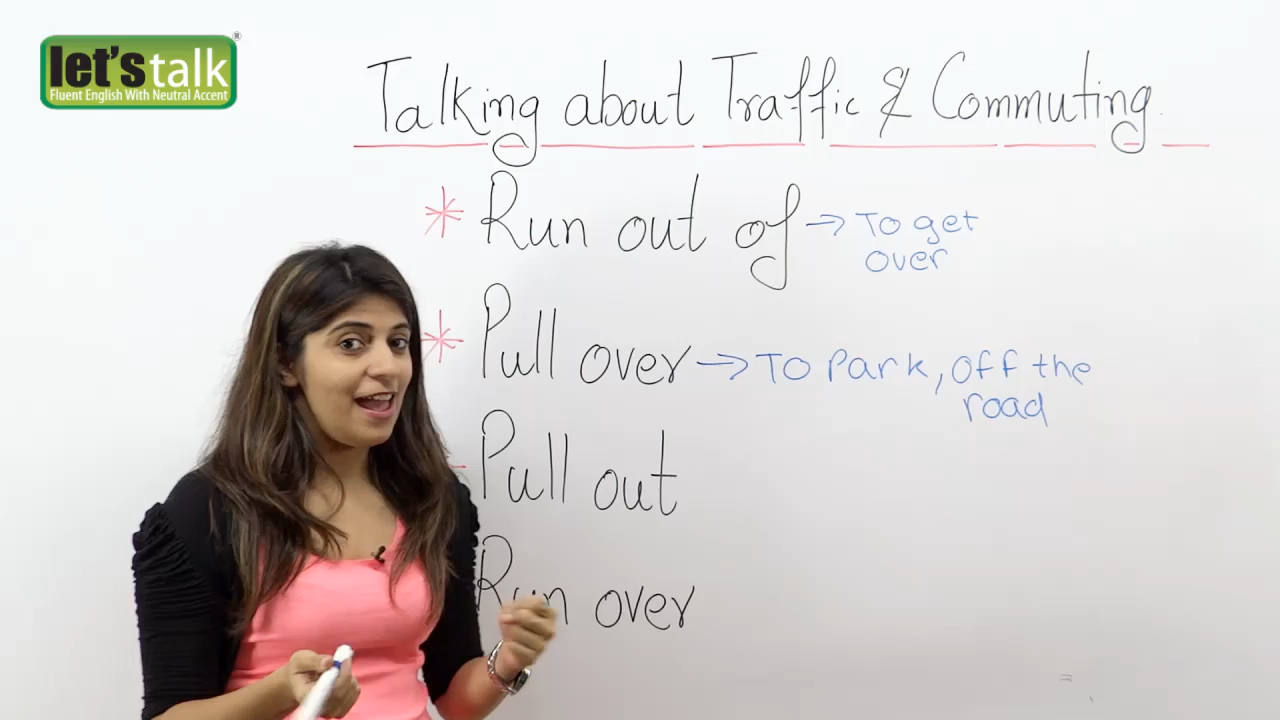 let's talk®
Fluent English With Neutral Accent
Talking about Traffic & Commuting.
* Run out of → To get
over
* Pull over → To Park, off the
road
Pull out
Run over